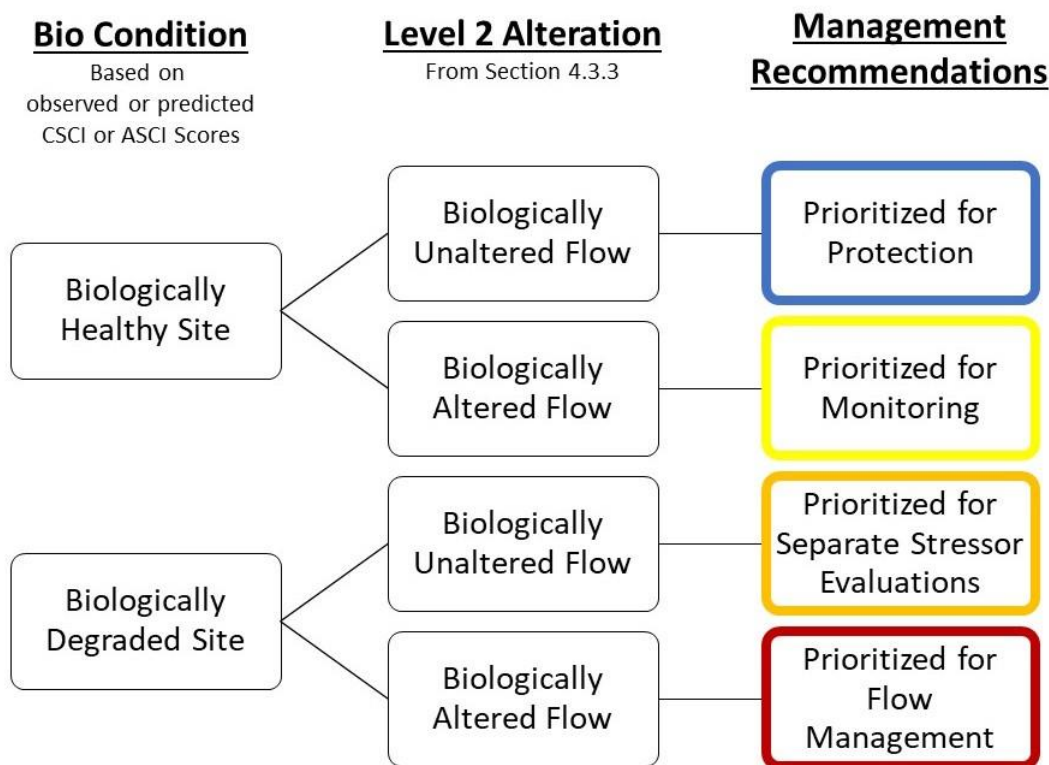 Bio Condition
Based on
observed or predicted
CSCI or ASCI Scores
Level 2 Alteration
From Section 4.3.3
Management
Recommendations
Biologically
Healthy Site
Biologically
Unaltered Flow
Prioritized for
Protection
Biologically
Altered Flow
Prioritized for
Monitoring
Biologically
Degraded Site
Biologically
Unaltered Flow
Prioritized for
Separate Stressor
Evaluations
Biologically
Altered Flow
Prioritized for
Flow
Management